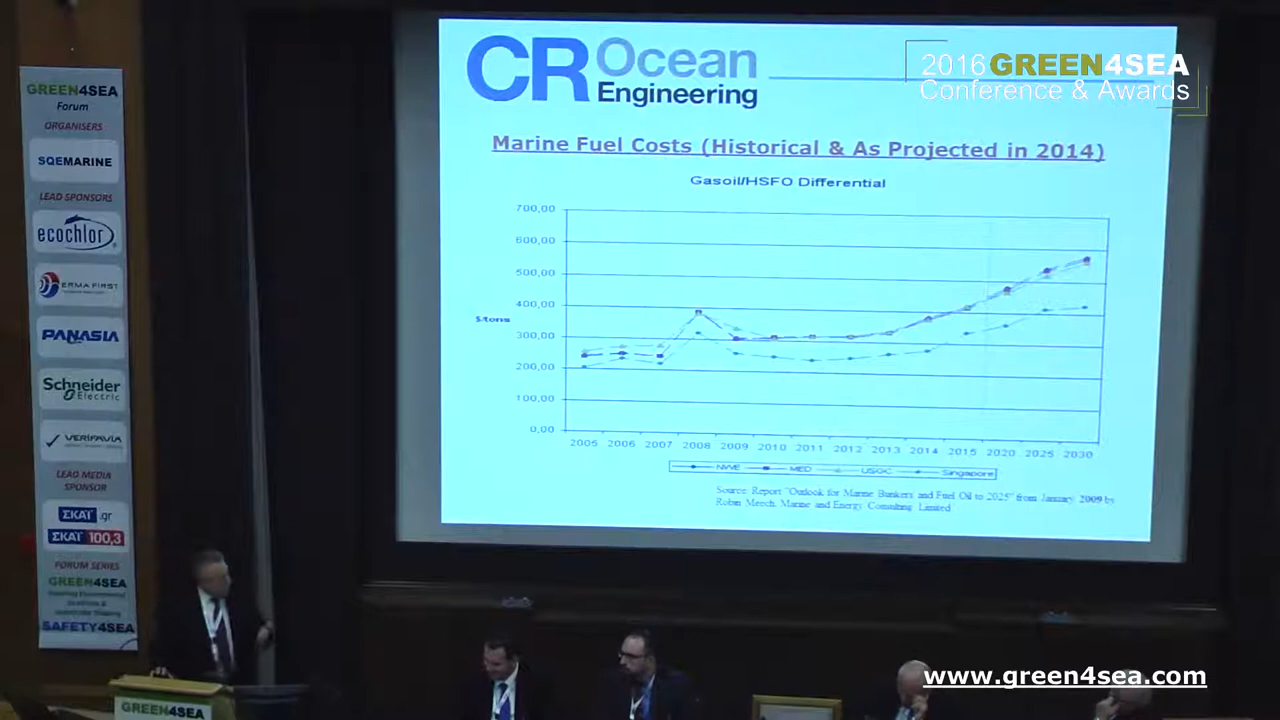 GREEN4SEA
Forum
ORGANISERS
SQEMARINE
LEAD SPONSORS
ecochlor
ERMA FIRST
PANASIA
Schneider
Electric
VERIFAVIA
LEAD MEDIA
SPONSOR
ΣΚΑΪ.gr
ΣΚΑΪ 100,3
FORUM SERIES
GREEN4SEA
SAFETY4SEA
GREEN4SEA
CR Ocean
Engineering
2016 GREEN4SEA
Conference & Awards
Marine Fuel Costs (Historical & As Projected in 2014)
Gasoil/HSFO Differential
700,00
600,00
500,00
400,00
$/tons
300,00
200,00
100,00
0,00
2005 2006 2007 2008 2009 2010 2011 2012 2013 2014 2015 2020 2025 2030
NWE MED USGC Singapore
Source: Report "Outlook for Marine Bunkers and Fuel Oil to 2025" from January 2009 by
Robin Meech, Marine and Energy Consulting Limited
www.green4sea.com